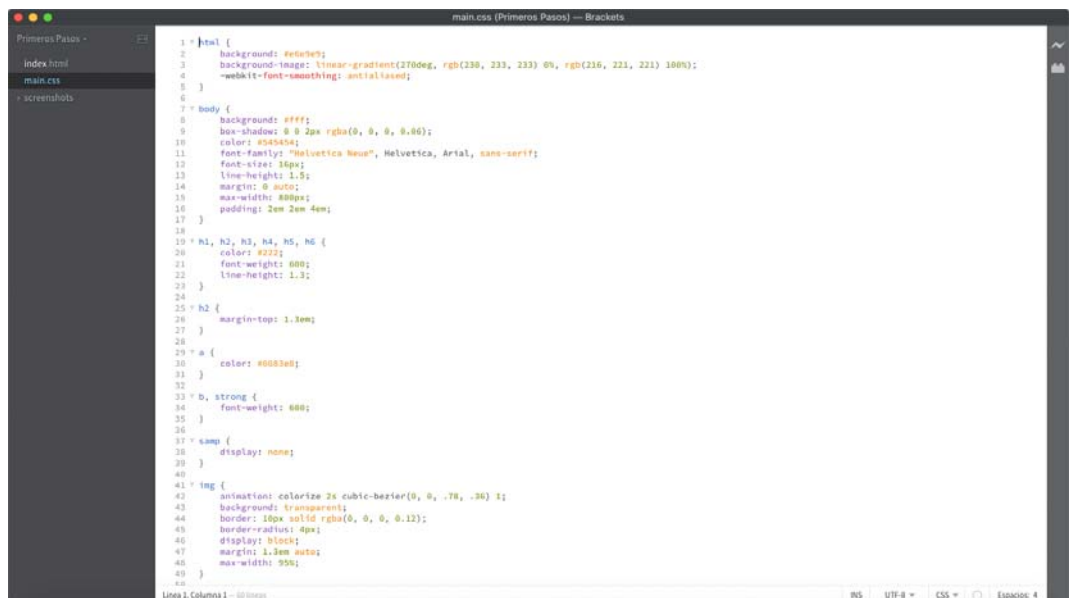 main.css (Primeros Pasos) — Brackets
Primeros Pasos
index.html
main.css
screenshots
1 html {
2 background: #e6e9e9;
3 background-image: linear-gradient(270deg, rgb(230, 233, 233) 0%, rgb(216, 221, 221) 100%);
4 -webkit-font-smoothing: antialiased;
5 }
6
7 body {
8 background: #fff;
9 box-shadow: 0 0 2px rgba(0, 0, 0, 0.06);
10 color: #545454;
11 font-family: "Helvetica Neue", Helvetica, Arial, sans-serif;
12 font-size: 16px;
13 line-height: 1.5;
14 margin: 0 auto;
15 max-width: 800px;
16 padding: 2em 2em 4em;
17 }
18
19 h1, h2, h3, h4, h5, h6 {
20 color: #222;
21 font-weight: 600;
22 line-height: 1.3;
23 }
24
25 h2 {
26 margin-top: 1.3em;
27 }
28
29 a {
30 color: #0083e8;
31 }
32
33 b, strong {
34 font-weight: 600;
35 }
36
37 samp {
38 display: none;
39 }
40
41 img {
42 animation: colorize 2s cubic-bezier(0, 0, .78, .36) 1;
43 background: transparent;
44 border: 10px solid rgba(0, 0, 0, 0.12);
45 border-radius: 4px;
46 display: block;
47 margin: 1.3em auto;
48 max-width: 95%;
49 }
50
Línea 1, Columna 1 — 60 líneas
INS UTF-8 CSS Espacios: 4